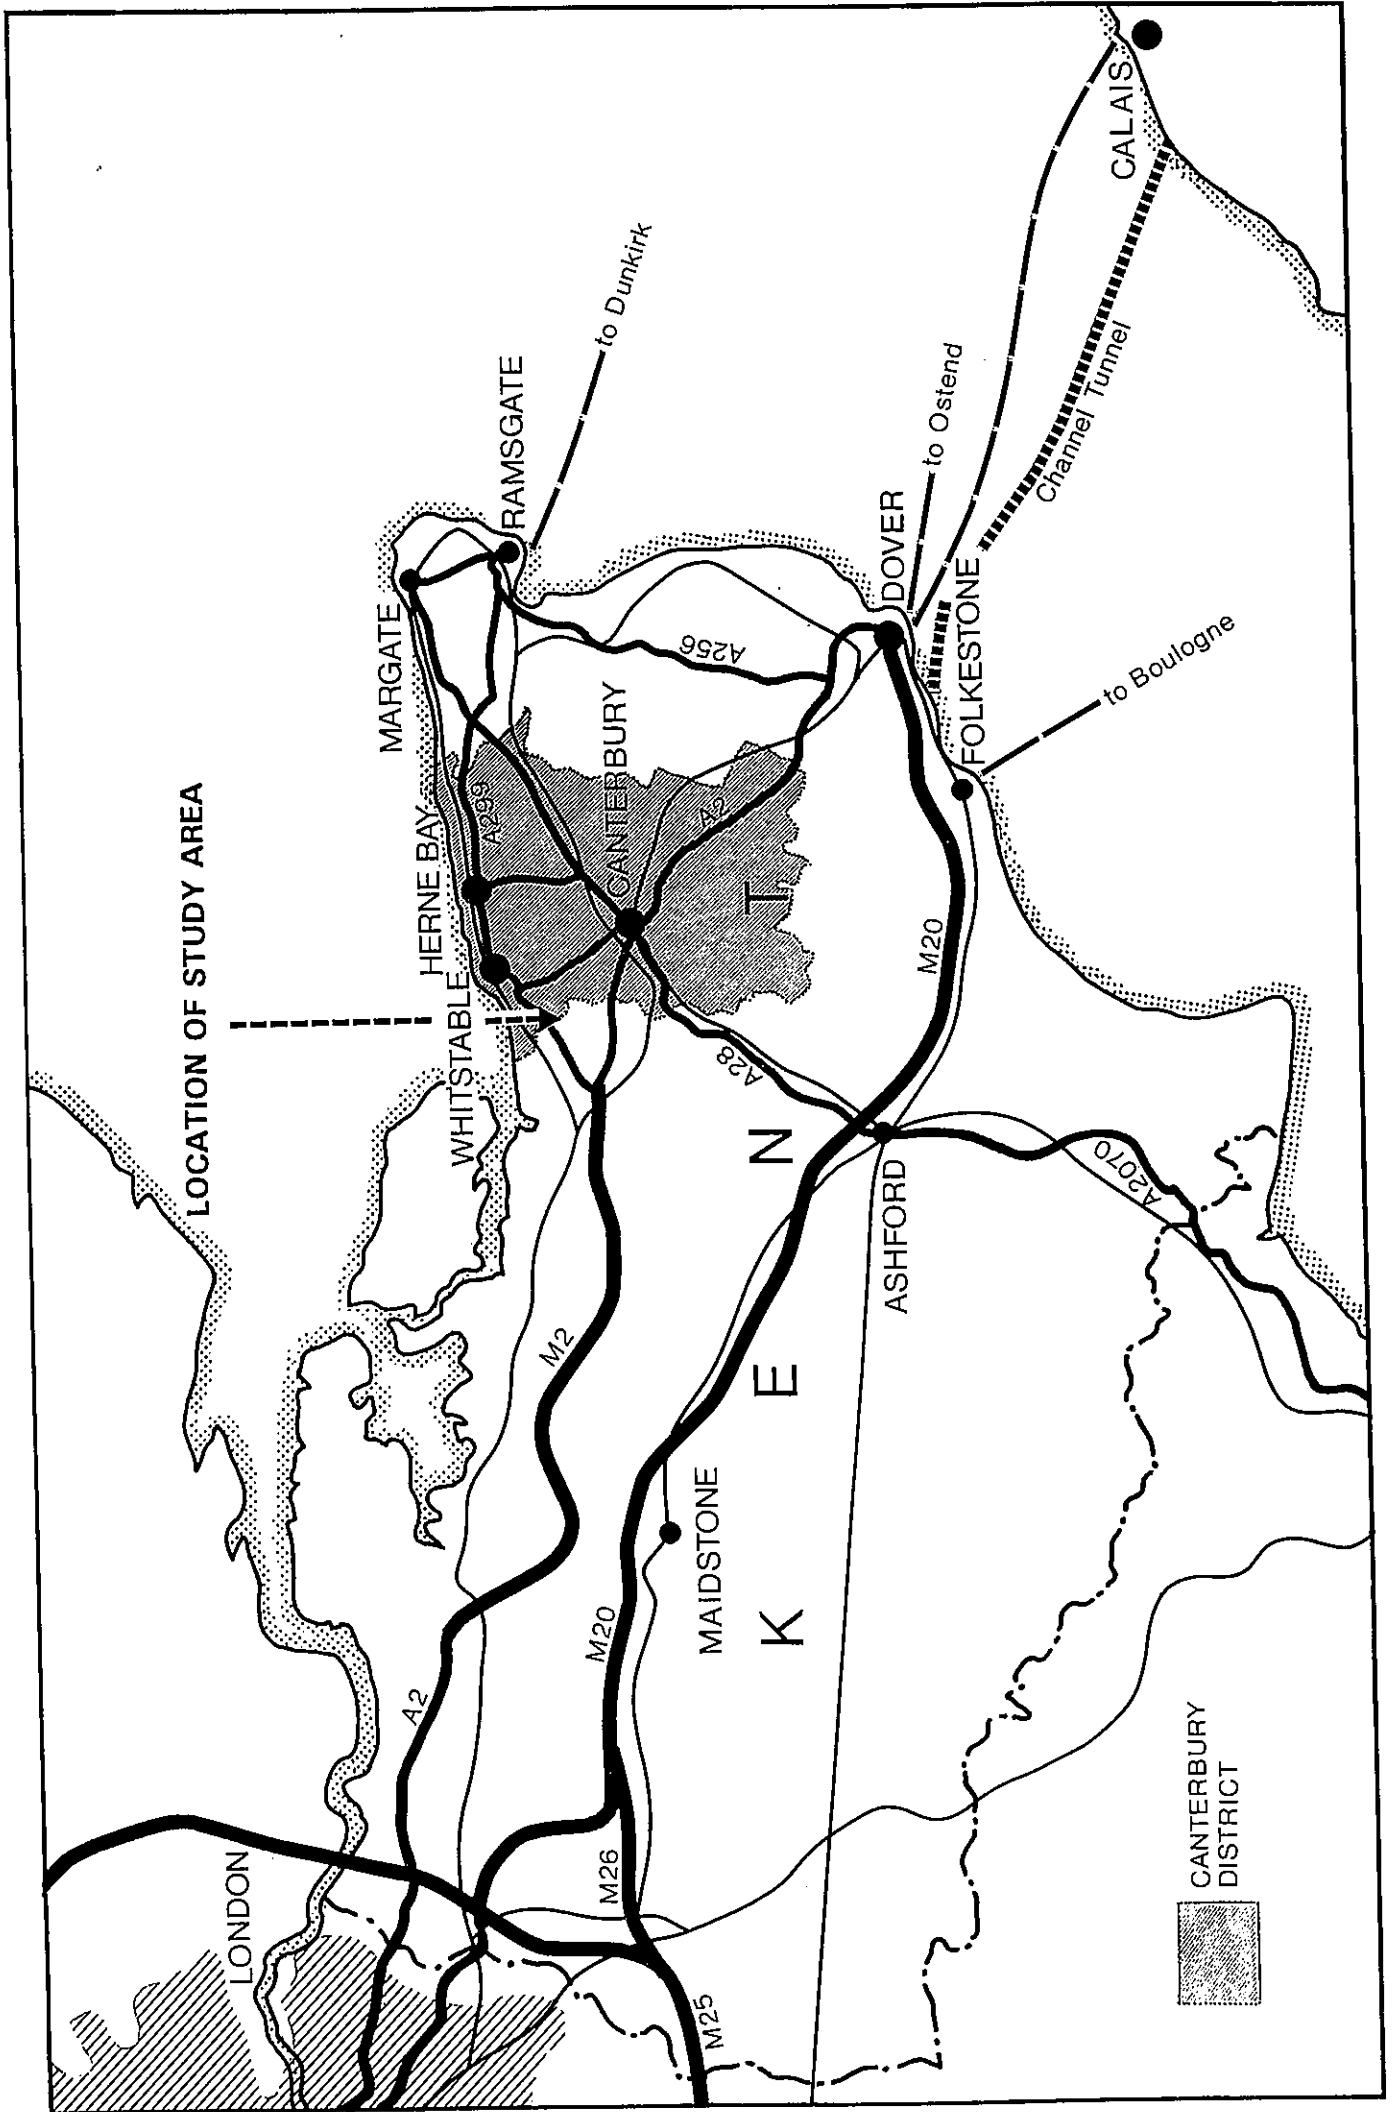 LOCATION OF STUDY AREA
LONDON
WHITSTABLE
HERNE BAY
MARGATE
RAMSGATE
to Dunkirk
A299
CANTERBURY
A256
A2
M2
A2
A28
M20
M26
M25
MAIDSTONE
K E N T
ASHFORD
M20
A2070
DOVER
to Ostend
FOLKESTONE
to Boulogne
Channel Tunnel
CALAIS
CANTERBURY
DISTRICT